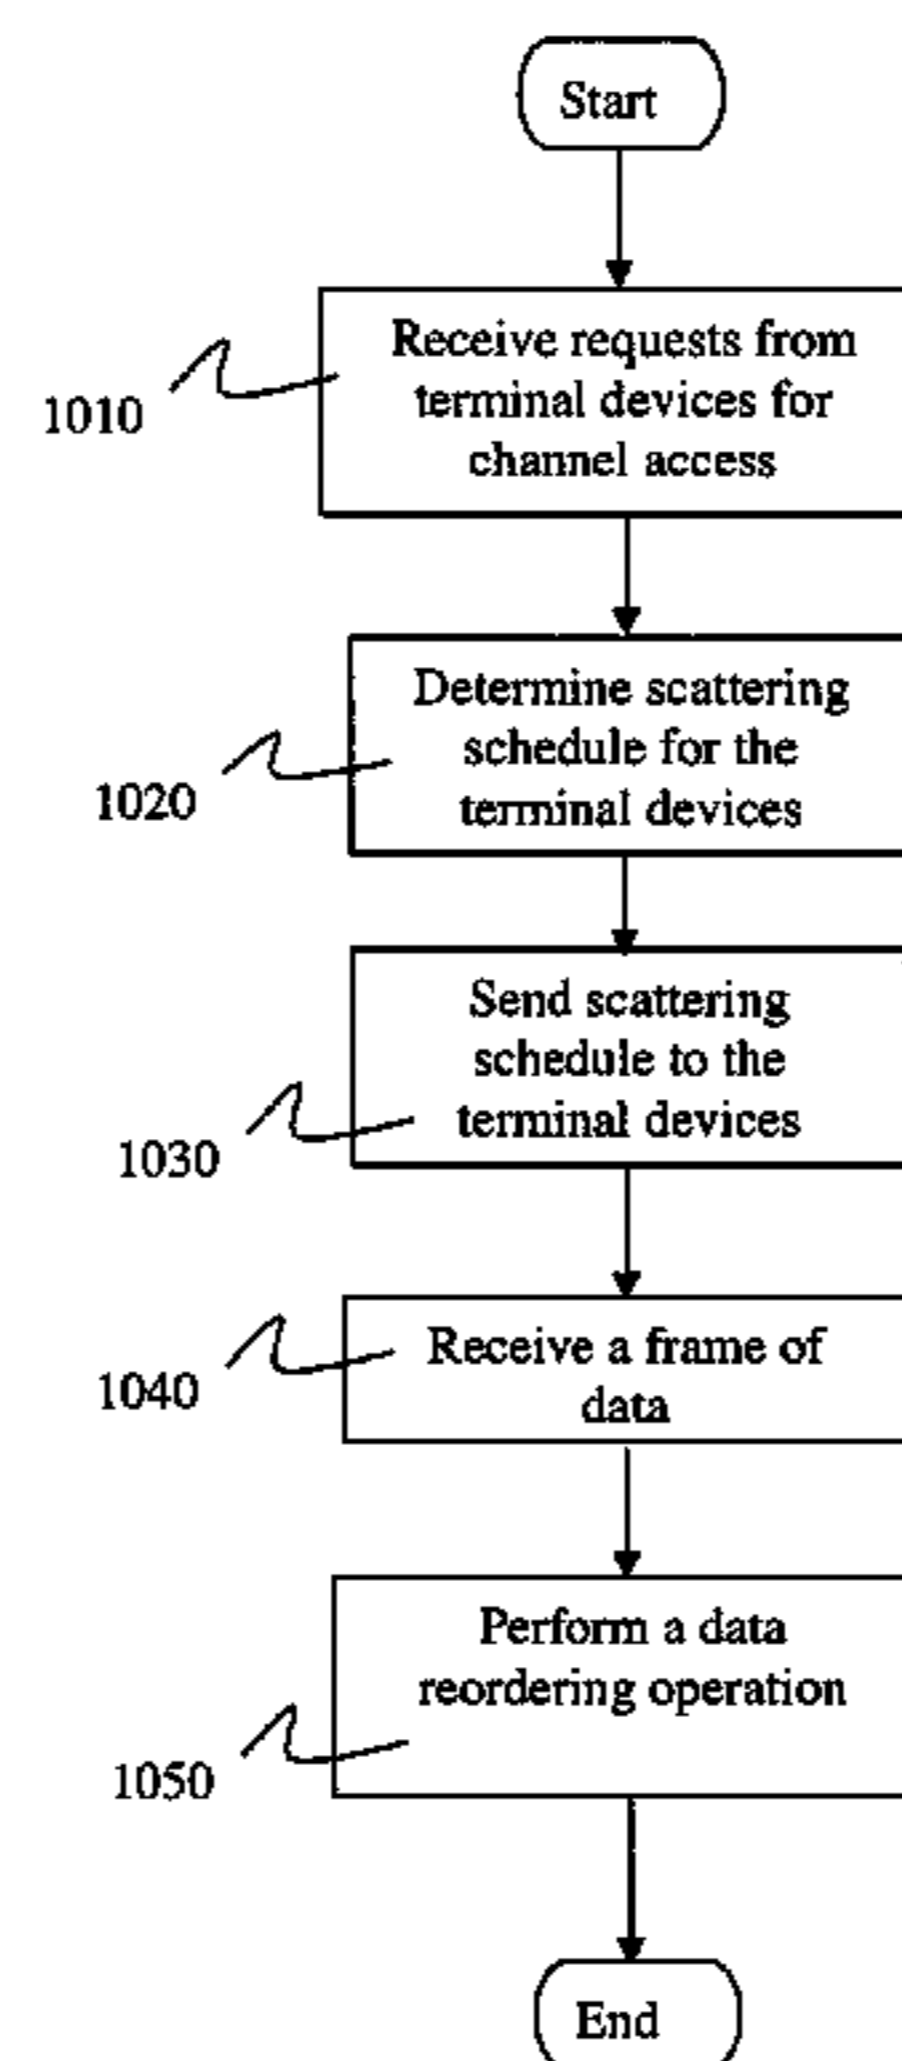 Start
Receive requests from
terminal devices for
channel access
1010
Determine scattering
schedule for the
terminal devices
1020
Send scattering
schedule to the
terminal devices
1030
Receive a frame of
data
1040
Perform a data
reordering operation
1050
End